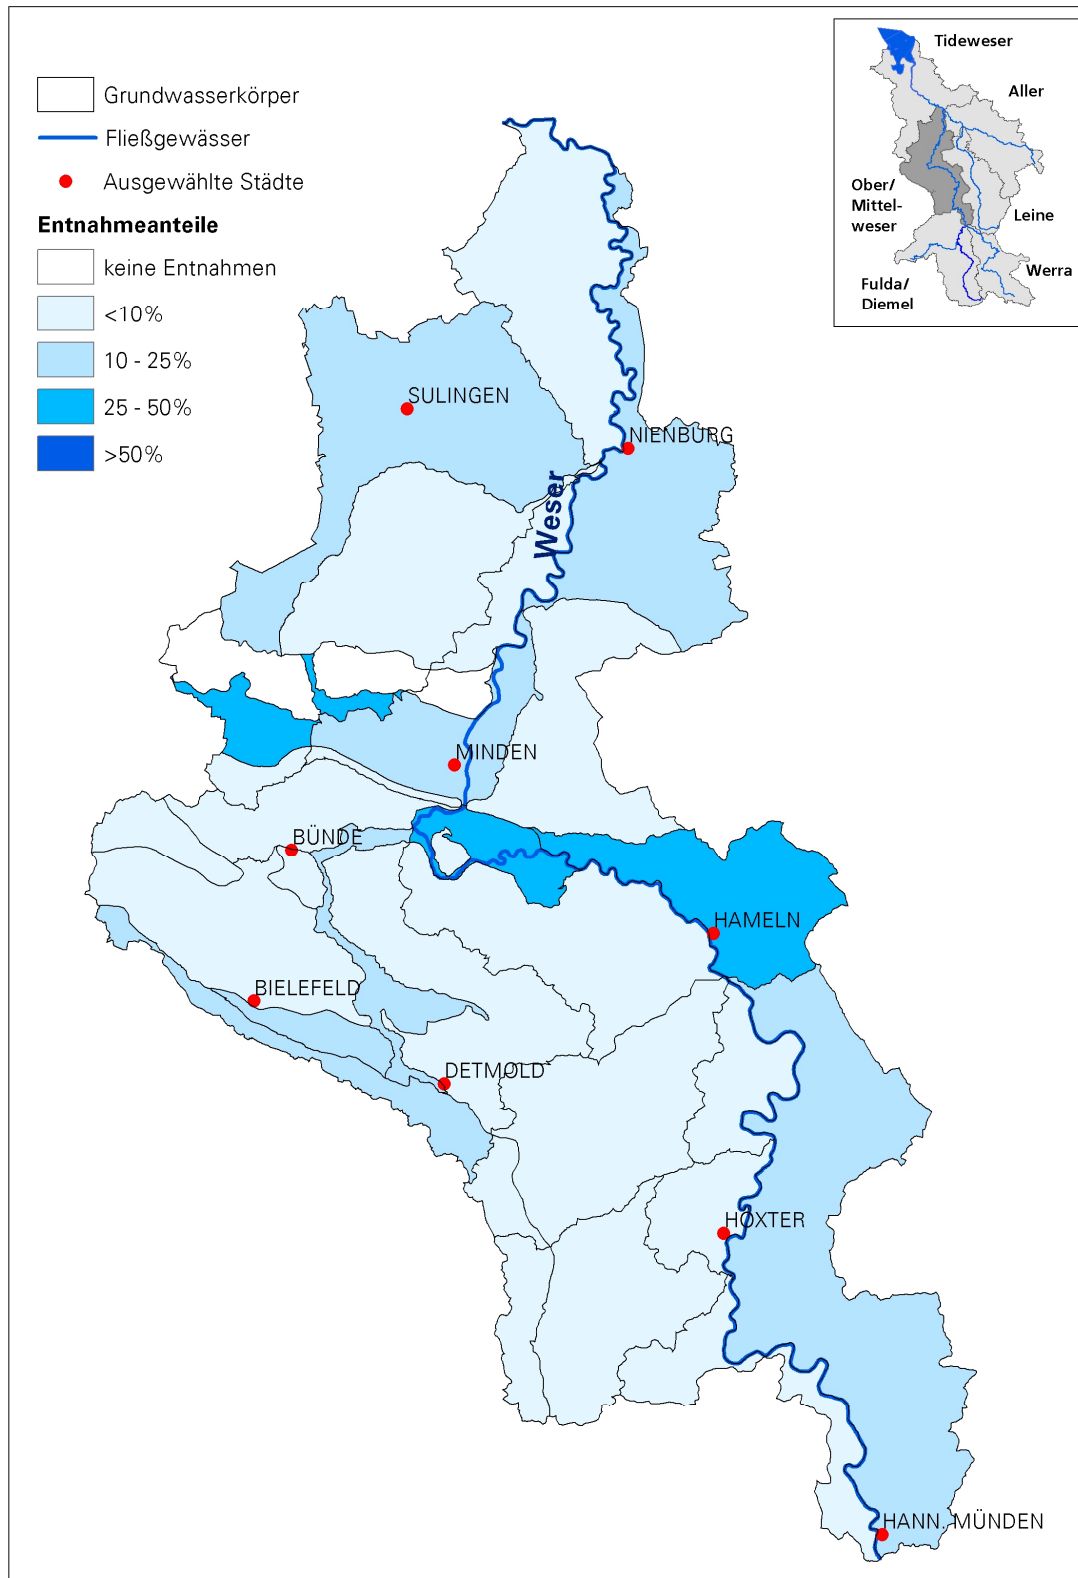 Grundwasserkörper
Fließgewässer
Ausgewählte Städte
Entnahmeanteile
keine Entnahmen
<10%
10 - 25%
25 - 50%
>50%
Tideweser
Aller
Ober/
Mittel-
weser
Leine
Werra
Fulda/
Diemel
SULINGEN
NIENBURG
Weser
MINDEN
BÜNDE
HAMELN
BIELEFELD
DETMOLD
HÖXTER
HANN. MÜNDEN